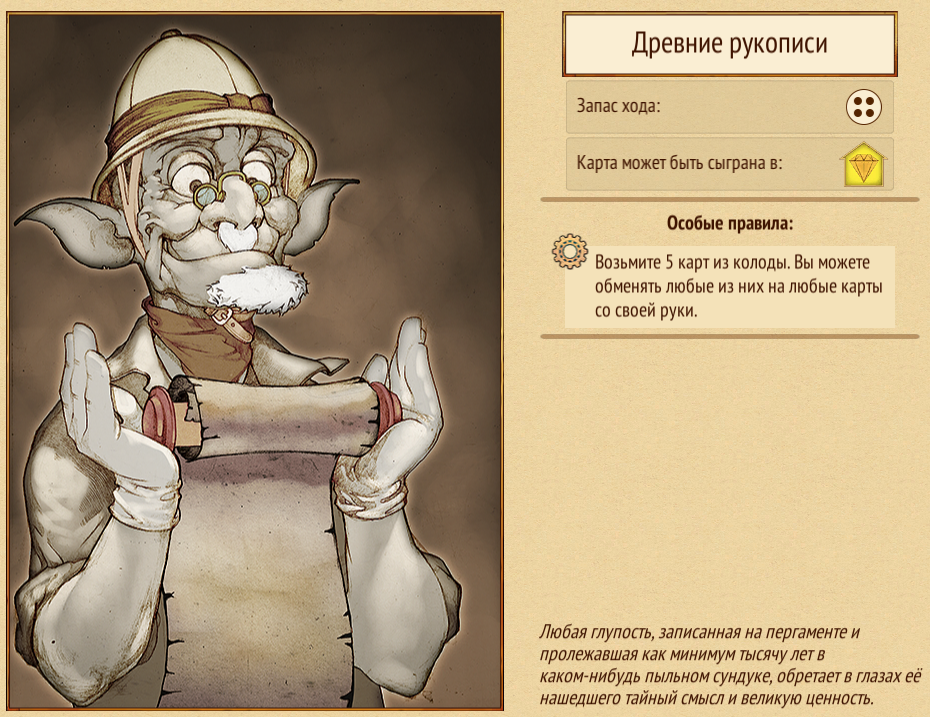 Древние рукописи
Запас хода:
Карта может быть сыграна в:
Особые правила:
Возьмите 5 карт из колоды. Вы можете
обменять любые из них на любые карты
со своей руки.
Любая глупость, записанная на пергаменте и
пролежавшая как минимум тысячу лет в
каком-нибудь пыльном сундуке, обретает в глазах её
нашедшего тайный смысл и великую ценность.